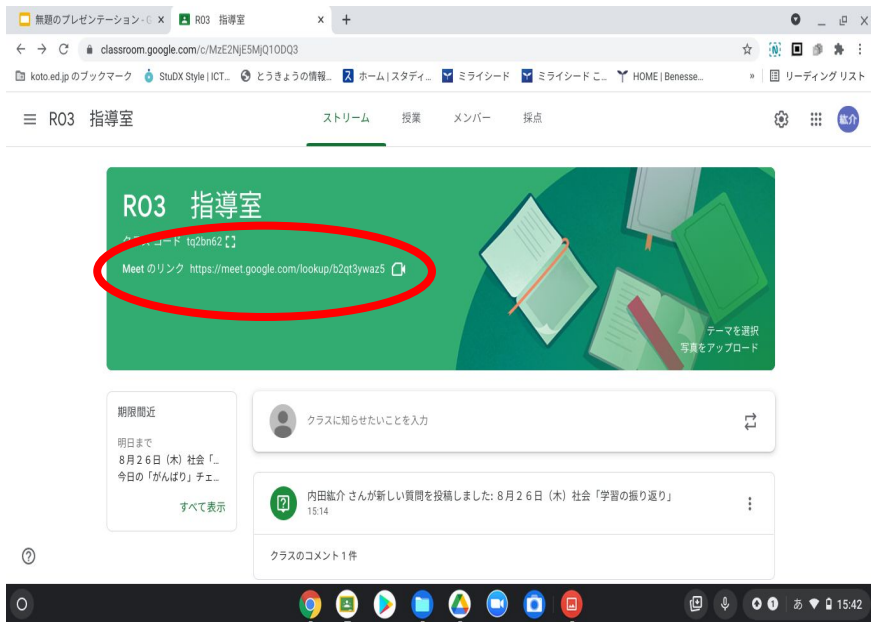 無題のプレゼンテーション - G
R03　指導室
classroom.google.com/c/MzE2NjE5MjQ1ODQ3
koto.ed.jp のブックマーク
StuDX Style | ICT...
とうきょうの情報...
ホーム | スタディ...
ミライシード
ミライシード こ...
HOME | Benesse...
»
リーディング リスト
R03　指導室
ストリーム
授業
メンバー
採点
紘介
R03　指導室
クラス コード tq2bn62
Meet のリンク https://meet.google.com/lookup/b2qt3ywaz5
テーマを選択
写真をアップロード
期限間近
明日まで
８月２６日（木）社会「...
今日の「がんばり」チェ...
すべて表示
クラスに知らせたいことを入力
内田紘介 さんが新しい質問を投稿しました: ８月２６日（木）社会「学習の振り返り」
15:14
クラスのコメント 1 件
あ
15:42